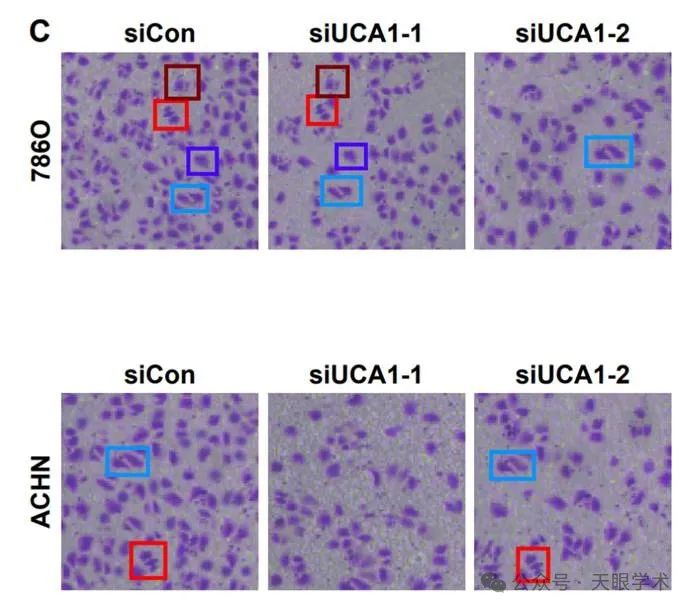 C
siCon siUCA1-1 siUCA1-2
786O
siCon siUCA1-1 siUCA1-2
ACHN
公众号 · 天眼学术